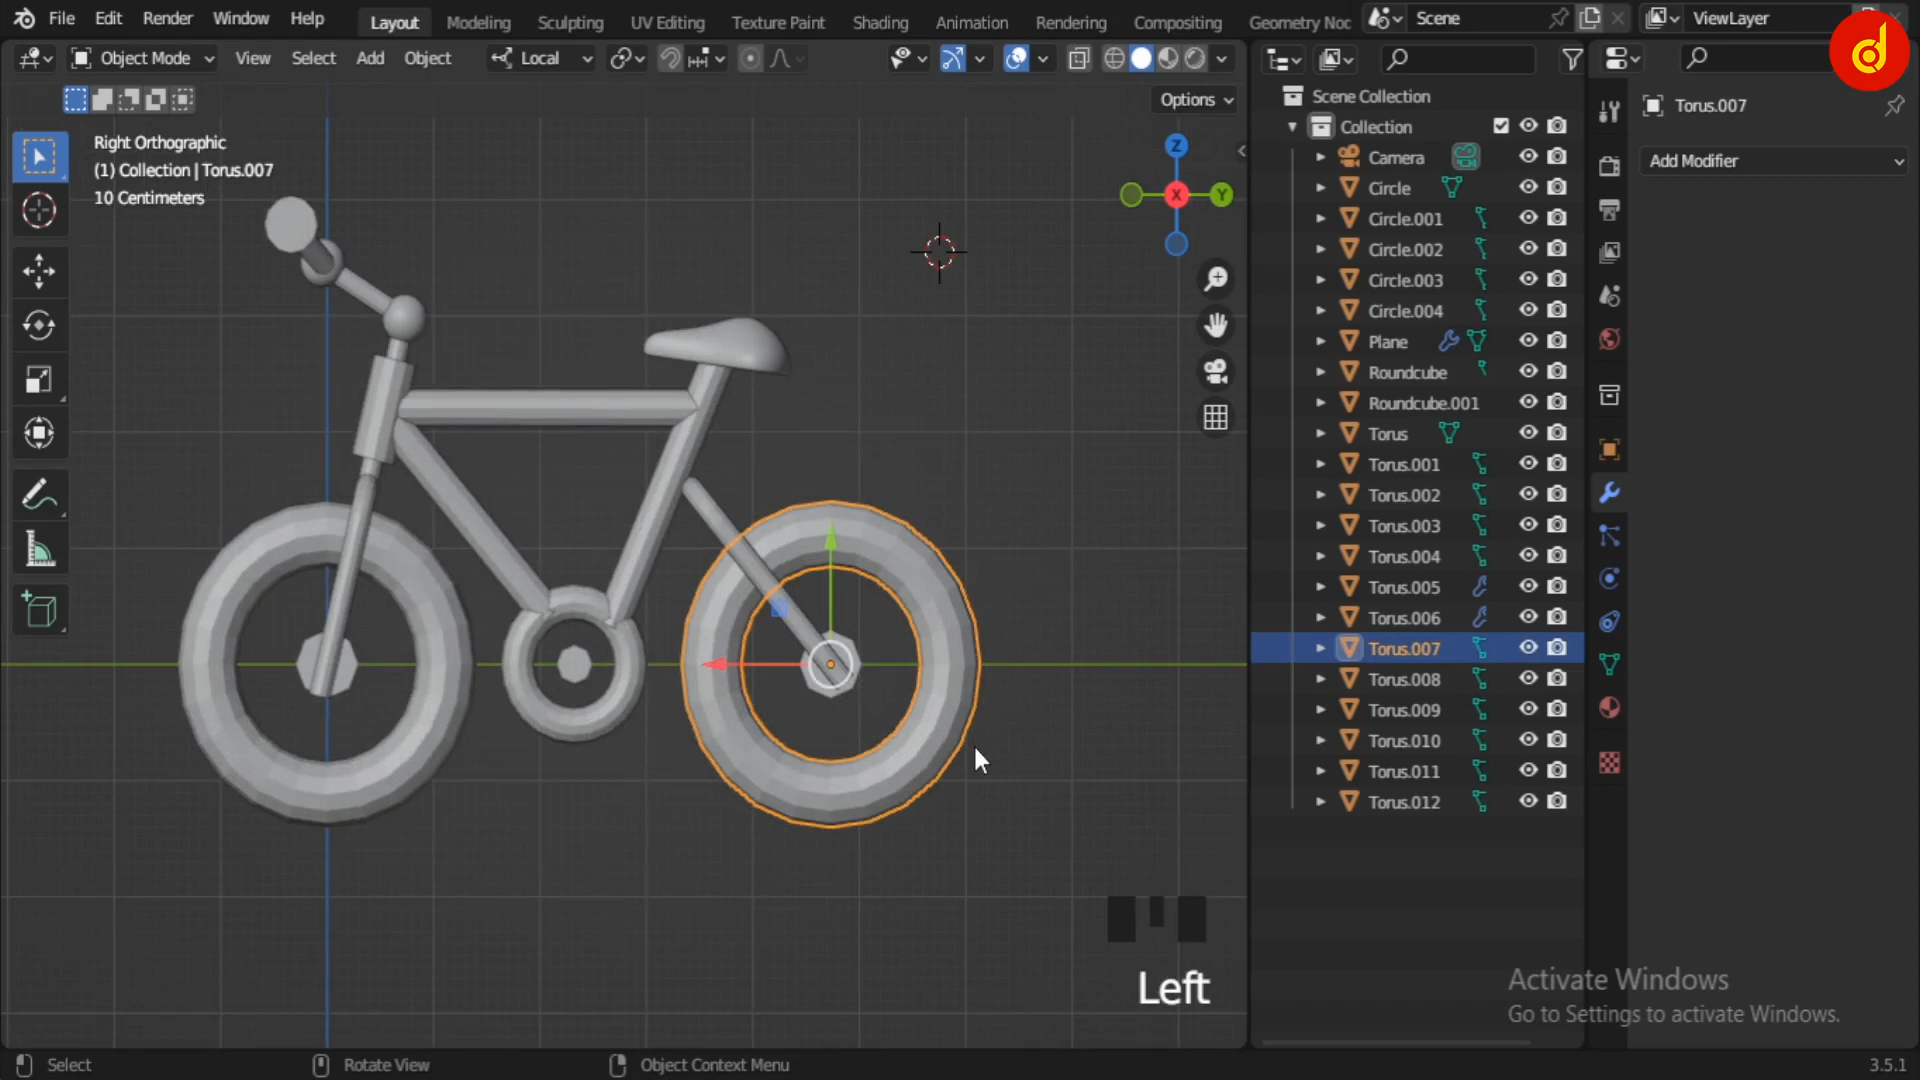 File Edit Render Window Help Layout Modeling Sculpting UV Editing Texture Paint Shading Animation Rendering Compositing Geometry Noc Scene ViewLayer
Object Mode View Select Add Object Local
Options
Right Orthographic
(1) Collection | Torus.007
10 Centimeters
Z
X
Y
Scene Collection
Collection
Camera
Circle
Circle.001
Circle.002
Circle.003
Circle.004
Plane
Roundcube
Roundcube.001
Torus
Torus.001
Torus.002
Torus.003
Torus.004
Torus.005
Torus.006
Torus.007
Torus.008
Torus.009
Torus.010
Torus.011
Torus.012
Torus.007
Add Modifier
Left
Activate Windows
Go to Settings to activate Windows.
Select Rotate View Object Context Menu 3.5.1